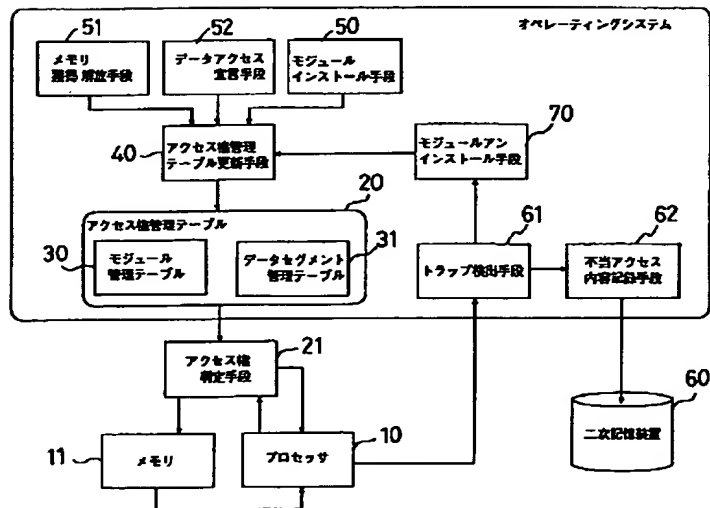 オペレーティングシステム
51
52
50
メモリ
獲得解放手段
データアクセス
宣言手段
モジュール
インストール手段
40
アクセス権管理
テーブル更新手段
70
モジュールアン
インストール手段
20
アクセス権管理テーブル
30
モジュール
管理テーブル
31
データセグメント
管理テーブル
61
トラップ検出手段
62
不当アクセス
内容記録手段
21
アクセス権
判定手段
60
二次記憶装置
11
メモリ
10
プロセッサ